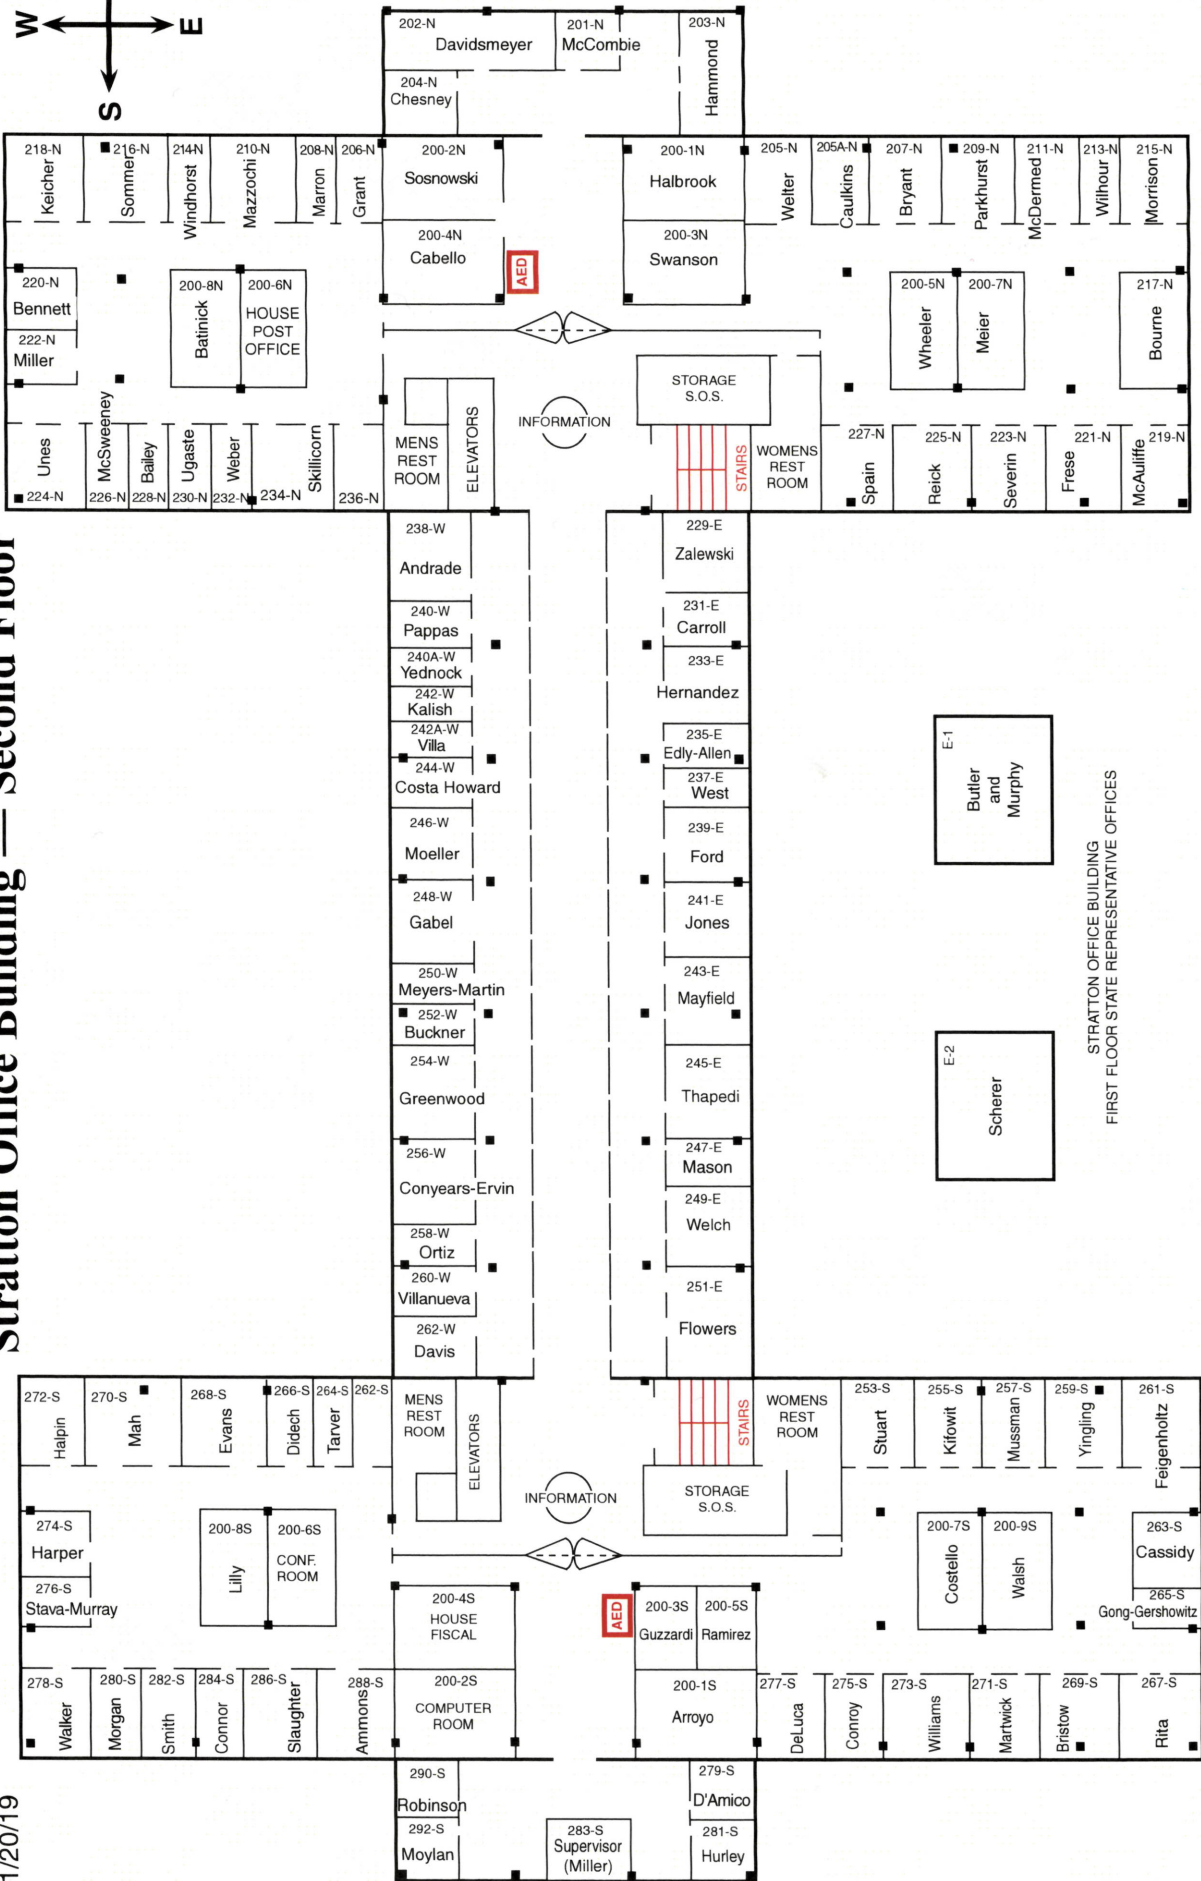 Stratton Office Building — Second Floor
1/20/19
W
E
S
202-N
Davidsmeyer
201-N
McCombie
203-N
Hammond
204-N
Chesney
218-N
Keicher
216-N
Sommer
214-N
Windhorst
210-N
Mazzochi
208-N
Marron
206-N
Grant
200-2N
Sosnowski
200-1N
Halbrook
205-N
Welter
205A-N
Caulkins
207-N
Bryant
209-N
Parkhurst
211-N
McDermed
213-N
Wilhour
215-N
Morrison
200-4N
Cabello
AED
200-3N
Swanson
220-N
Bennett
222-N
Miller
200-8N
Batinick
200-6N
HOUSE
POST
OFFICE
200-5N
Wheeler
200-7N
Meier
217-N
Bourne
Unes
224-N
McSweeney
226-N
Bailey
228-N
Ugaste
230-N
Weber
232-N
234-N
Skillicorn
236-N
MENS
REST
ROOM
ELEVATORS
INFORMATION
STORAGE
S.O.S.
STAIRS
WOMENS
REST
ROOM
227-N
Spain
225-N
Reick
223-N
Severin
221-N
Frese
219-N
McAuliffe
238-W
Andrade
240-W
Pappas
240A-W
Yednock
242-W
Kalish
242A-W
Villa
244-W
Costa Howard
246-W
Moeller
248-W
Gabel
250-W
Meyers-Martin
252-W
Buckner
254-W
Greenwood
256-W
Conyears-Ervin
258-W
Ortiz
260-W
Villanueva
262-W
Davis
229-E
Zalewski
231-E
Carroll
233-E
Hernandez
235-E
Edly-Allen
237-E
West
239-E
Ford
241-E
Jones
243-E
Mayfield
245-E
Thapedi
247-E
Mason
249-E
Welch
251-E
Flowers
E-1
Butler
and
Murphy
E-2
Scherer
STRATTON OFFICE BUILDING
FIRST FLOOR STATE REPRESENTATIVE OFFICES
272-S
Halpin
270-S
Mah
268-S
Evans
266-S
Didech
264-S
Tarver
262-S
MENS
REST
ROOM
ELEVATORS
INFORMATION
STAIRS
STORAGE
S.O.S.
WOMENS
REST
ROOM
253-S
Stuart
255-S
Kifowit
257-S
Mussman
259-S
Yingling
261-S
Feigenholtz
274-S
Harper
276-S
Stava-Murray
200-8S
Lilly
200-6S
CONF.
ROOM
200-7S
Costello
200-9S
Walsh
263-S
Cassidy
265-S
Gong-Gershowitz
200-4S
HOUSE
FISCAL
AED
200-3S
Guzzardi
200-5S
Ramirez
278-S
Walker
280-S
Morgan
282-S
Smith
284-S
Connor
286-S
Slaughter
288-S
Ammons
200-2S
COMPUTER
ROOM
200-1S
Arroyo
277-S
DeLuca
275-S
Conroy
273-S
Williams
271-S
Martwick
269-S
Bristow
267-S
Rita
290-S
Robinson
292-S
Moylan
283-S
Supervisor
(Miller)
279-S
D'Amico
281-S
Hurley